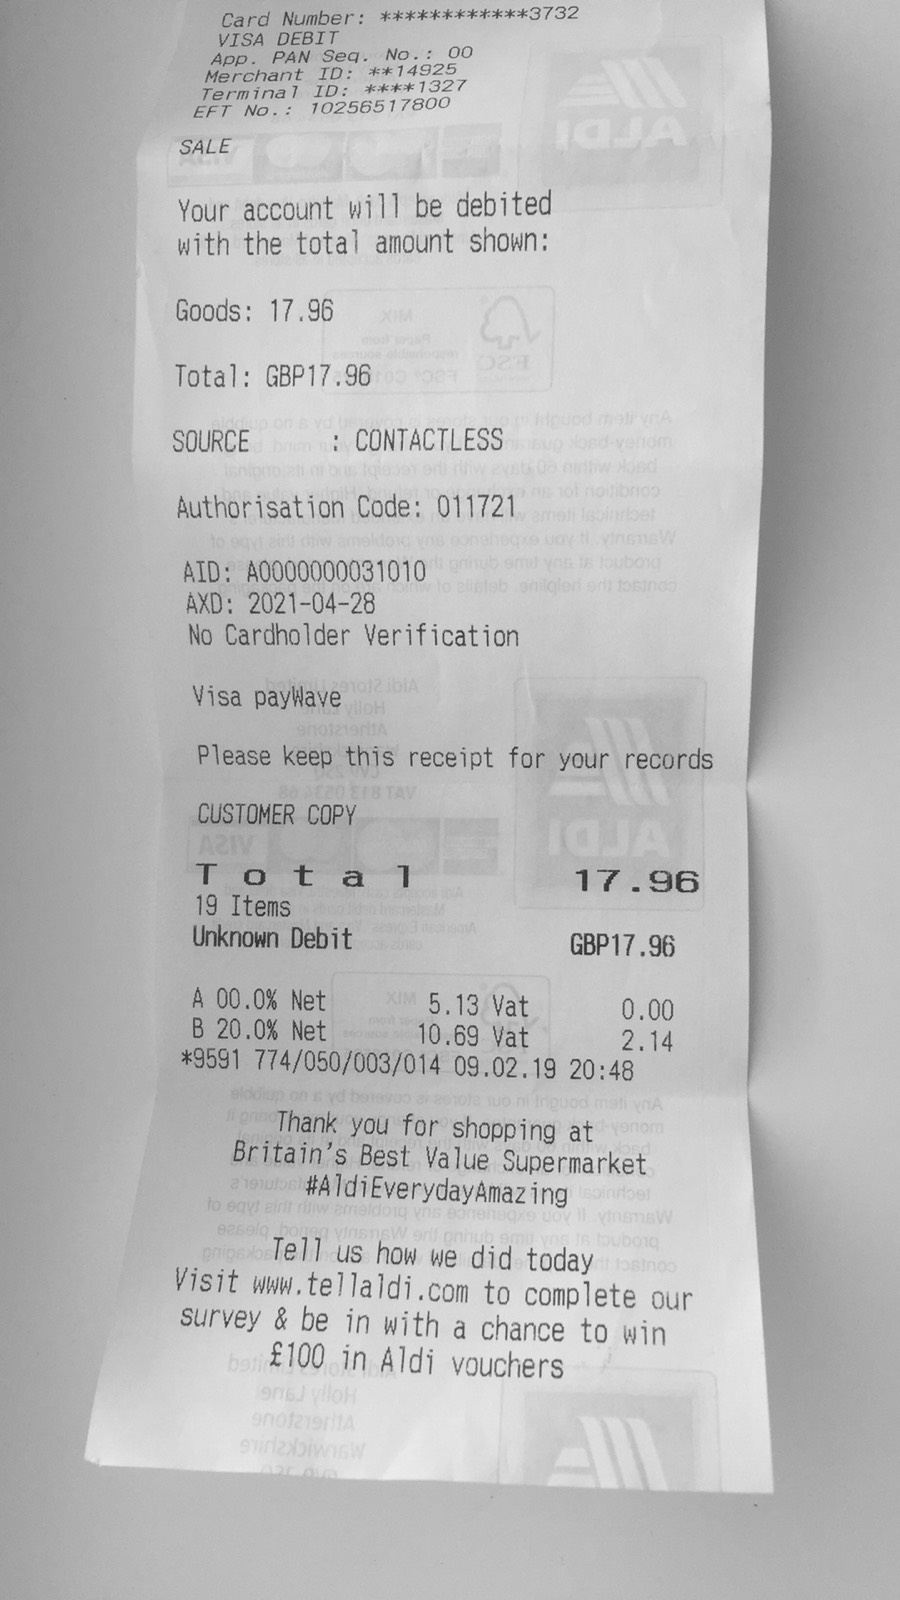 Card Number: ************3732
VISA DEBIT
App. PAN Seq. No.: 00
Merchant ID: **14925
Terminal ID: ****1327
EFT No.: 10256517800
SALE
Your account will be debited
with the total amount shown:
Goods: 17.96
Total: GBP17.96
SOURCE : CONTACTLESS
Authorisation Code: 011721
AID: A0000000031010
AXD: 2021-04-28
No Cardholder Verification
Visa payWave
Please keep this receipt for your records
CUSTOMER COPY
Total 17.96
19 Items
Unknown Debit GBP17.96
A 00.0% Net 5.13 Vat 0.00
B 20.0% Net 10.69 Vat 2.14
*9591 774/050/003/014 09.02.19 20:48
Thank you for shopping at
Britain's Best Value Supermarket
#AldiEverydayAmazing
Tell us how we did today
Visit www.tellaldi.com to complete our
survey & be in with a chance to win
£100 in Aldi vouchers